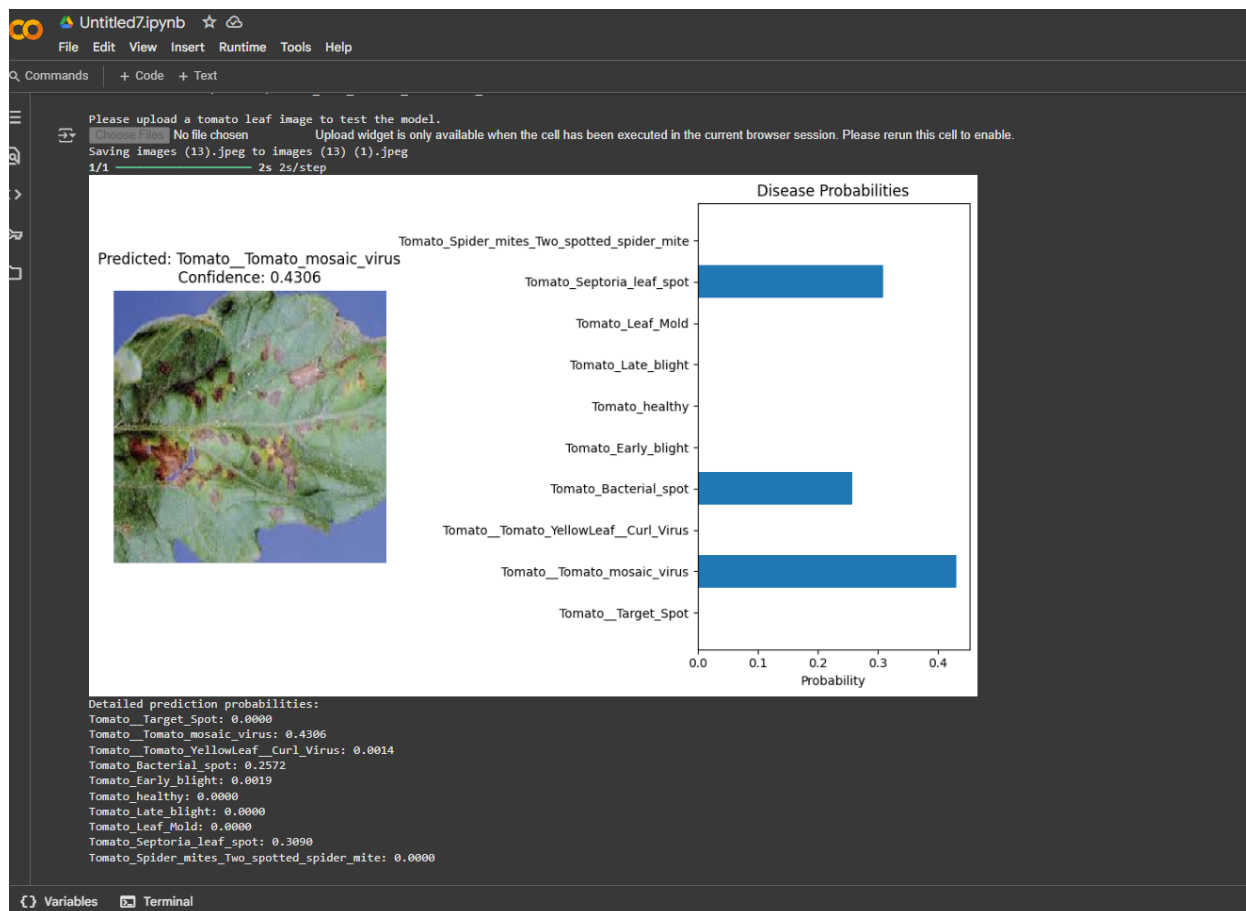 CO
Untitled7.ipynb
File Edit View Insert Runtime Tools Help
Commands + Code + Text
Please upload a tomato leaf image to test the model.
Choose Files No file chosen Upload widget is only available when the cell has been executed in the current browser session. Please rerun this cell to enable.
Saving images (13).jpeg to images (13) (1).jpeg
1/1 2s 2s/step
Predicted: Tomato__Tomato_mosaic_virus
Confidence: 0.4306
Disease Probabilities
Tomato_Spider_mites_Two_spotted_spider_mite
Tomato_Septoria_leaf_spot
Tomato_Leaf_Mold
Tomato_Late_blight
Tomato_healthy
Tomato_Early_blight
Tomato_Bacterial_spot
Tomato__Tomato_YellowLeaf__Curl_Virus
Tomato__Tomato_mosaic_virus
Tomato__Target_Spot
0.0 0.1 0.2 0.3 0.4
Probability
Detailed prediction probabilities:
Tomato__Target_Spot: 0.0000
Tomato__Tomato_mosaic_virus: 0.4306
Tomato__Tomato_YellowLeaf__Curl_Virus: 0.0014
Tomato_Bacterial_spot: 0.2572
Tomato_Early_blight: 0.0019
Tomato_healthy: 0.0000
Tomato_Late_blight: 0.0000
Tomato_Leaf_Mold: 0.0000
Tomato_Septoria_leaf_spot: 0.3090
Tomato_Spider_mites_Two_spotted_spider_mite: 0.0000
{} Variables Terminal